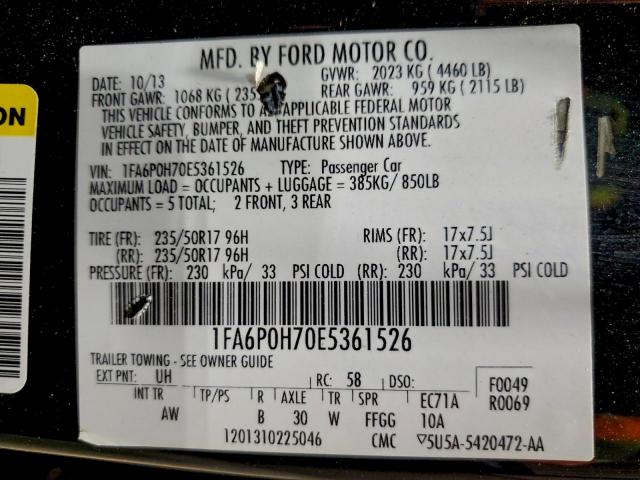 MFD. BY FORD MOTOR CO.
DATE: 10/13 GVWR: 2023 KG ( 4460 LB)
FRONT GAWR: 1068 KG ( 235 REAR GAWR: 959 KG ( 2115 LB)
THIS VEHICLE CONFORMS TO APPLICABLE FEDERAL MOTOR
VEHICLE SAFETY, BUMPER, AND THEFT PREVENTION STANDARDS
IN EFFECT ON THE DATE OF MANUFACTURE SHOWN ABOVE.
VIN: 1FA6P0H70E5361526 TYPE: Passenger Car
MAXIMUM LOAD = OCCUPANTS + LUGGAGE = 385KG/ 850LB
OCCUPANTS = 5 TOTAL; 2 FRONT, 3 REAR
TIRE (FR): 235/50R17 96H RIMS (FR): 17x7.5J
(RR): 235/50R17 96H (RR): 17x7.5J
PRESSURE (FR): 230 kPa/ 33 PSI COLD (RR): 230 kPa/ 33 PSI COLD
1FA6P0H70E5361526
TRAILER TOWING - SEE OWNER GUIDE
EXT PNT: UH RC: 58 DSO: F0049
INT TR TP/PS R AXLE TR SPR EC71A R0069
AW B 30 W FFGG 10A
1201310225046 CMC ▽5U5A-5420472-AA
ON